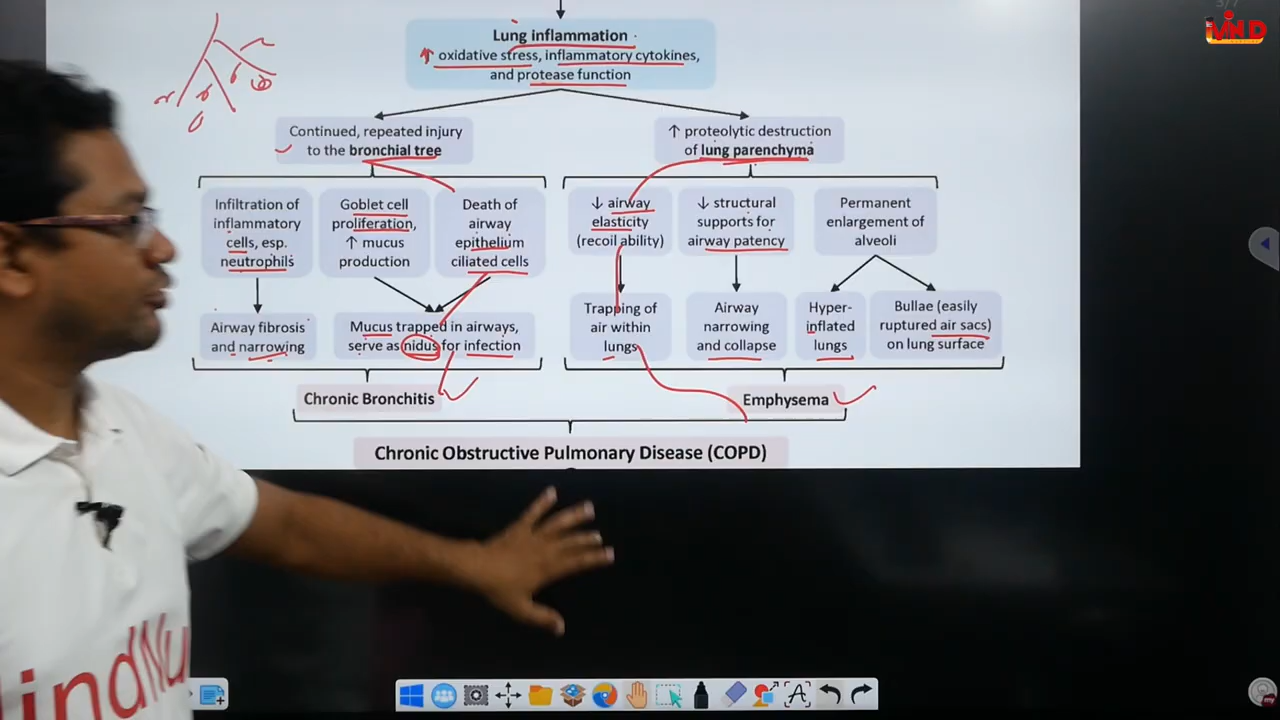 3/7
MIND
Lung inflammation
↑ oxidative stress, inflammatory cytokines,
and protease function
Continued, repeated injury
to the bronchial tree
↑ proteolytic destruction
of lung parenchyma
Infiltration of
inflammatory
cells, esp.
neutrophils
Goblet cell
proliferation,
↑ mucus
production
Death of
airway
epithelium
ciliated cells
↓ airway
elasticity
(recoil ability)
↓ structural
supports for
airway patency
Permanent
enlargement of
alveoli
Airway fibrosis
and narrowing
Mucus trapped in airways,
serve as nidus for infection
Trapping of
air within
lungs
Airway
narrowing
and collapse
Hyper-
inflated
lungs
Bullae (easily
ruptured air sacs)
on lung surface
Chronic Bronchitis
Emphysema
Chronic Obstructive Pulmonary Disease (COPD)
indNu